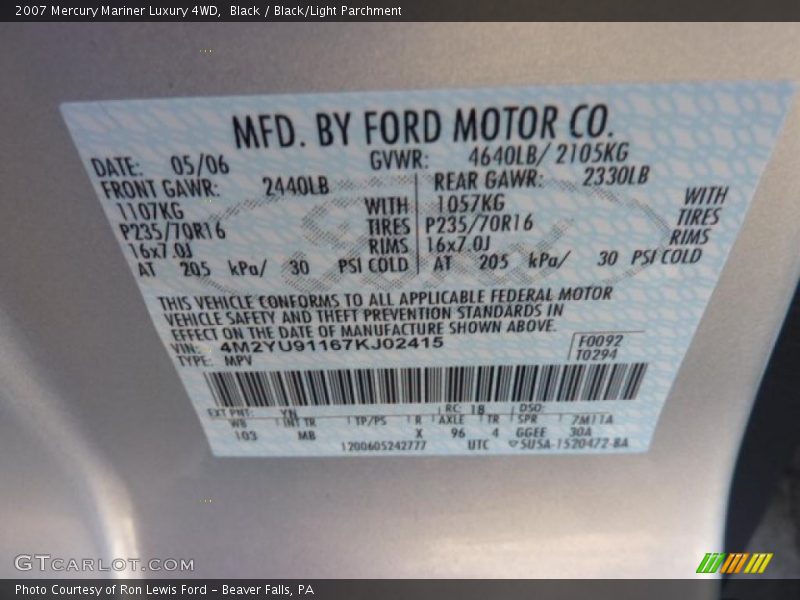 2007 Mercury Mariner Luxury 4WD,  Black / Black/Light Parchment
MFD. BY FORD MOTOR CO.
DATE: 05/06 GVWR: 4640LB/ 2105KG
FRONT GAWR: 2440LB REAR GAWR: 2330LB
1107KG WITH 1057KG WITH
P235/70R16 TIRES P235/70R16 TIRES
16x7.0J RIMS 16x7.0J RIMS
AT 205 kPa/ 30 PSI COLD AT 205 kPa/ 30 PSI COLD
THIS VEHICLE CONFORMS TO ALL APPLICABLE FEDERAL MOTOR
VEHICLE SAFETY AND THEFT PREVENTION STANDARDS IN
EFFECT ON THE DATE OF MANUFACTURE SHOWN ABOVE.
VIN: 4M2YU91167KJ02415 F0092
TYPE: MPV T0294
EXT PNT: YN RC: 18 DSO:
WB INT TR TP/PS R AXLE TR SPR 7M11A
103 MB X 96 4 GGEE 30A
1200605242777 UTC 5U5A-1520472-BA
GTCARLOT.COM
Photo Courtesy of Ron Lewis Ford - Beaver Falls, PA